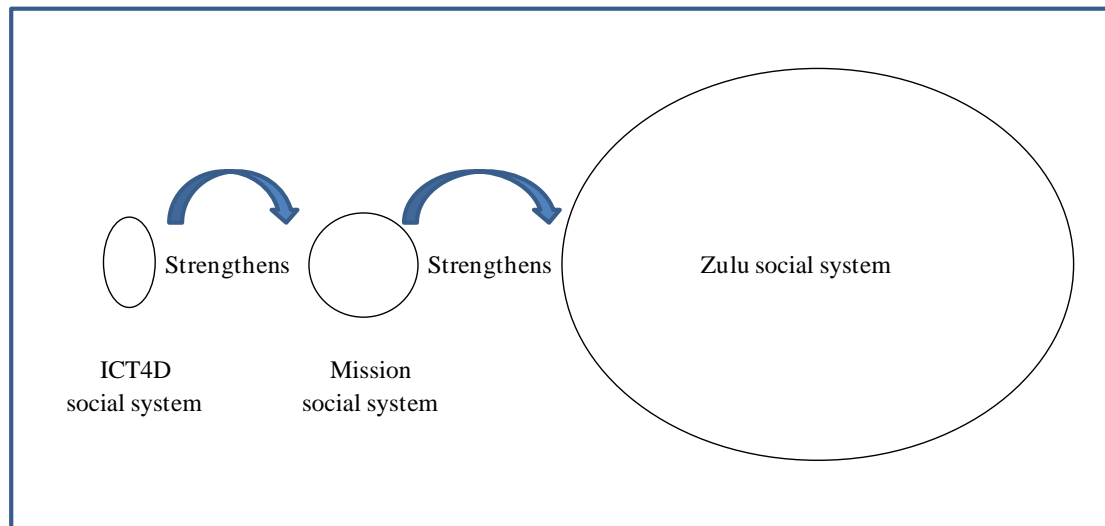 Strengthens
Strengthens
Zulu social system
ICT4D
social system
Mission
social system